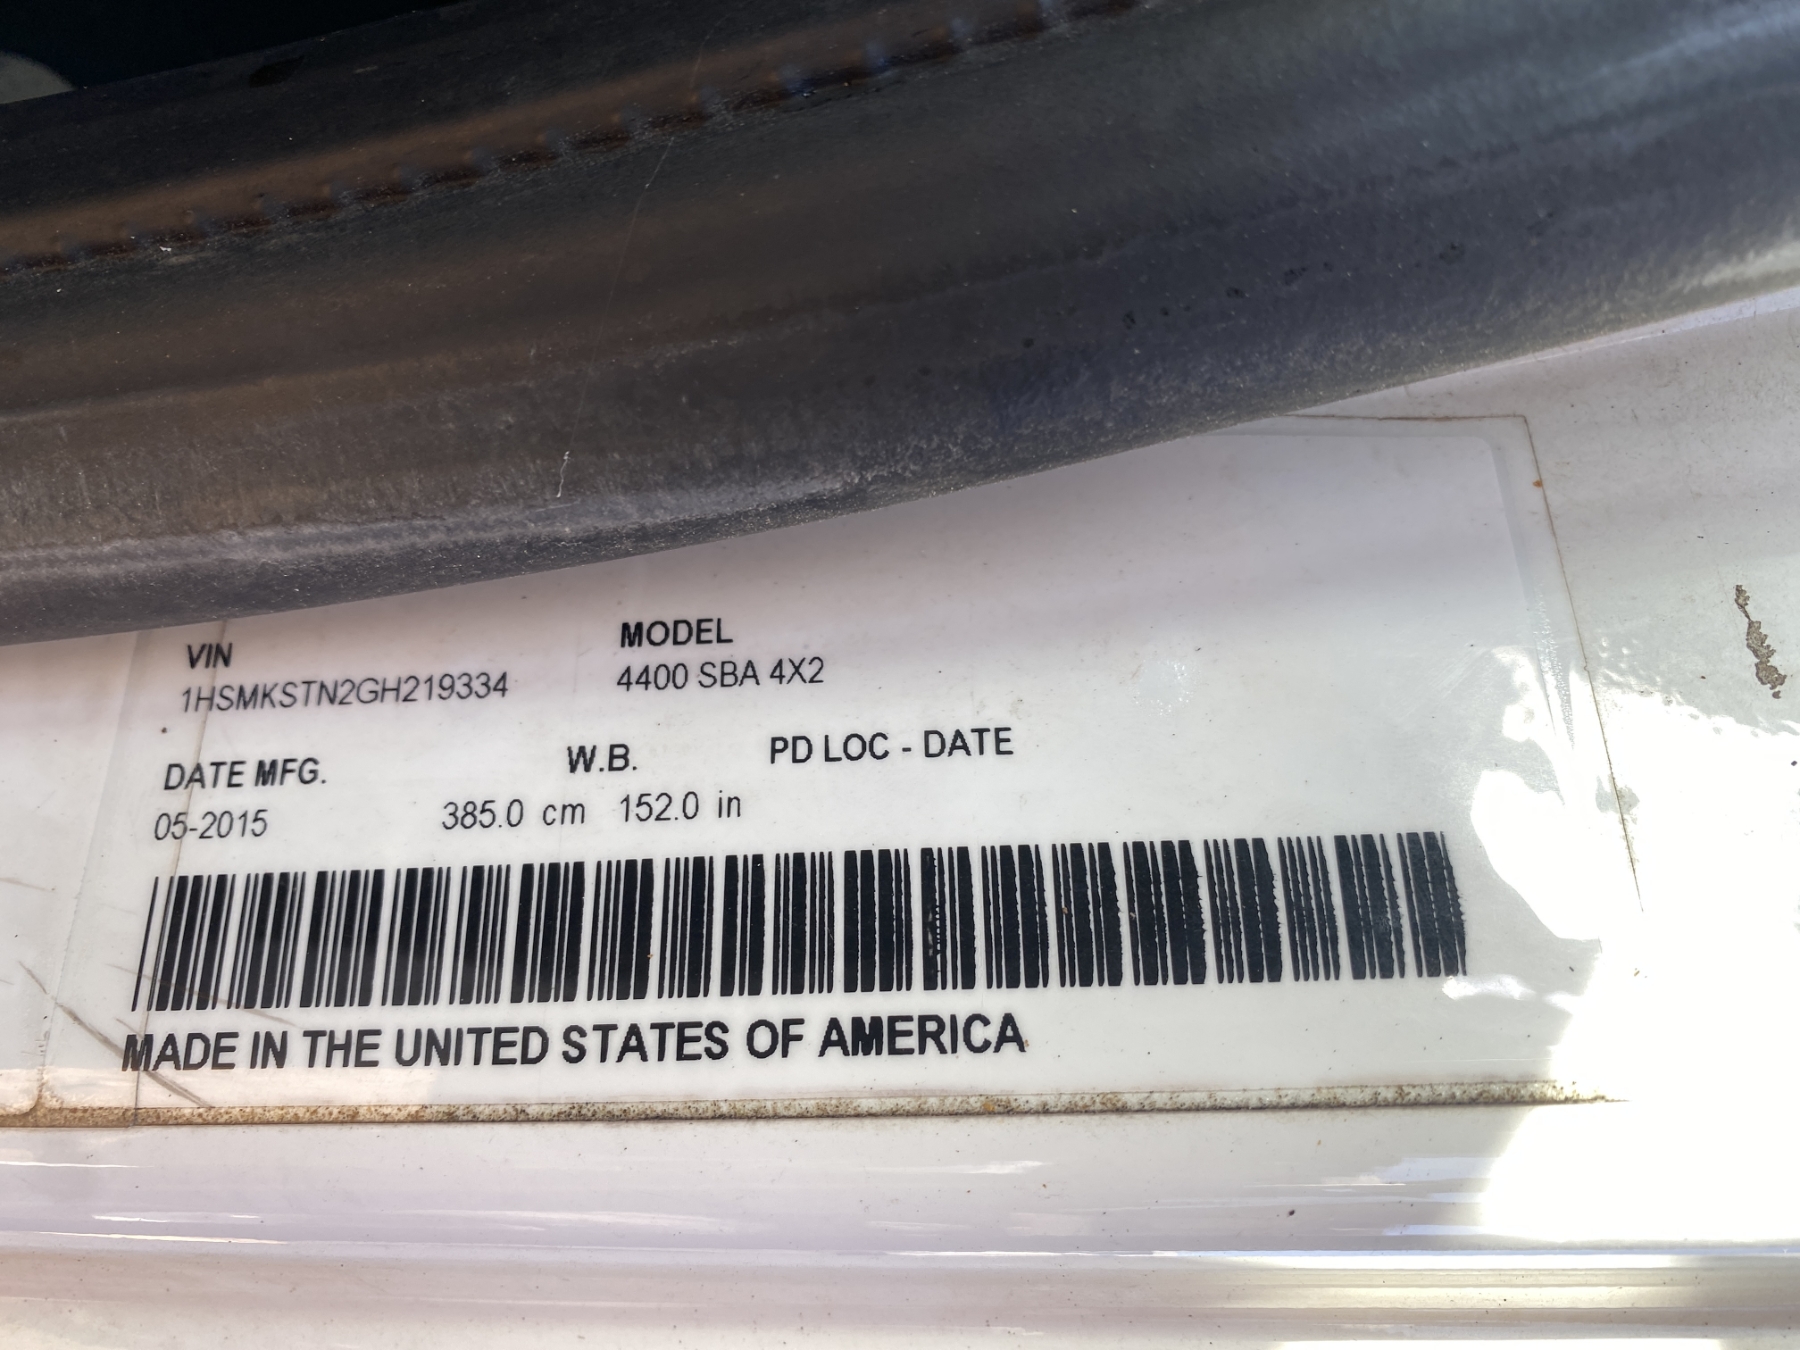 VIN MODEL
1HSMKSTN2GH219334 4400 SBA 4X2
DATE MFG. W.B. PD LOC - DATE
05-2015 385.0 cm 152.0 in
MADE IN THE UNITED STATES OF AMERICA